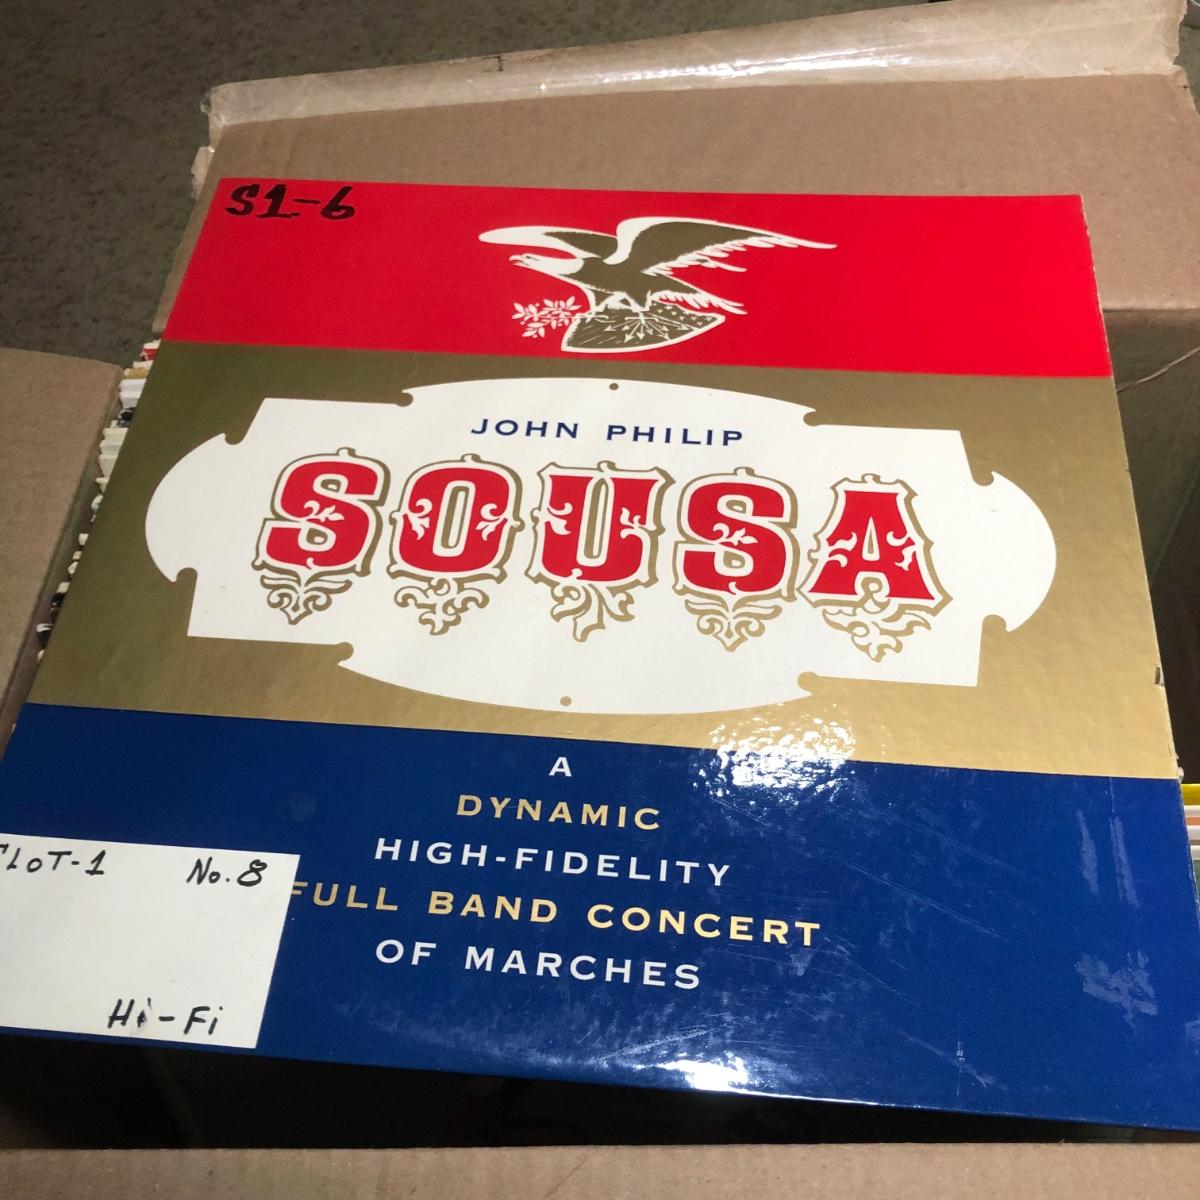 S1-6
JOHN PHILIP
SOUSA
A
DYNAMIC
HIGH-FIDELITY
FULL BAND CONCERT
OF MARCHES
No. 8
Hi-Fi